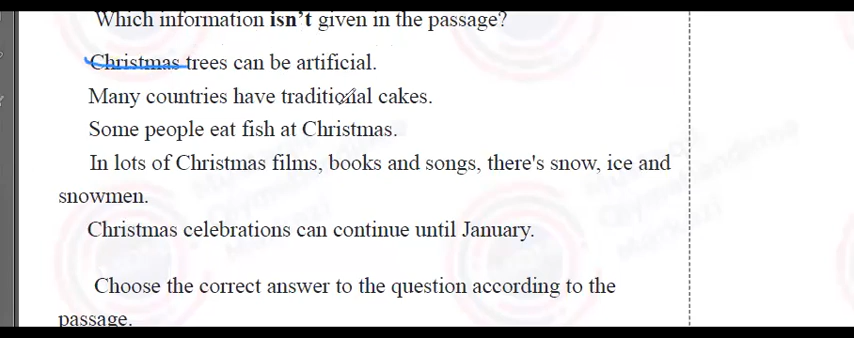 Which information isn't given in the passage?
Christmas trees can be artificial.
Many countries have traditional cakes.
Some people eat fish at Christmas.
In lots of Christmas films, books and songs, there's snow, ice and
snowmen.
Christmas celebrations can continue until January.
Choose the correct answer to the question according to the
passage.